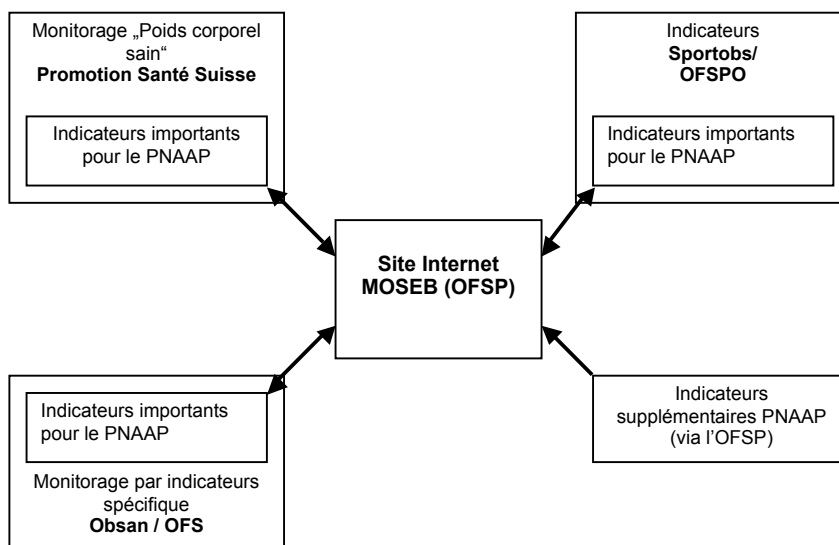 Monitorage „Poids corporel
sain“
Promotion Santé Suisse
Indicateurs importants
pour le PNAAP
Indicateurs
Sportobs/
OFSPO
Indicateurs importants
pour le PNAAP
Site Internet
MOSEB (OFSP)
Indicateurs importants
pour le PNAAP
Monitorage par indicateurs
spécifique
Obsan / OFS
Indicateurs
supplémentaires PNAAP
(via l’OFSP)